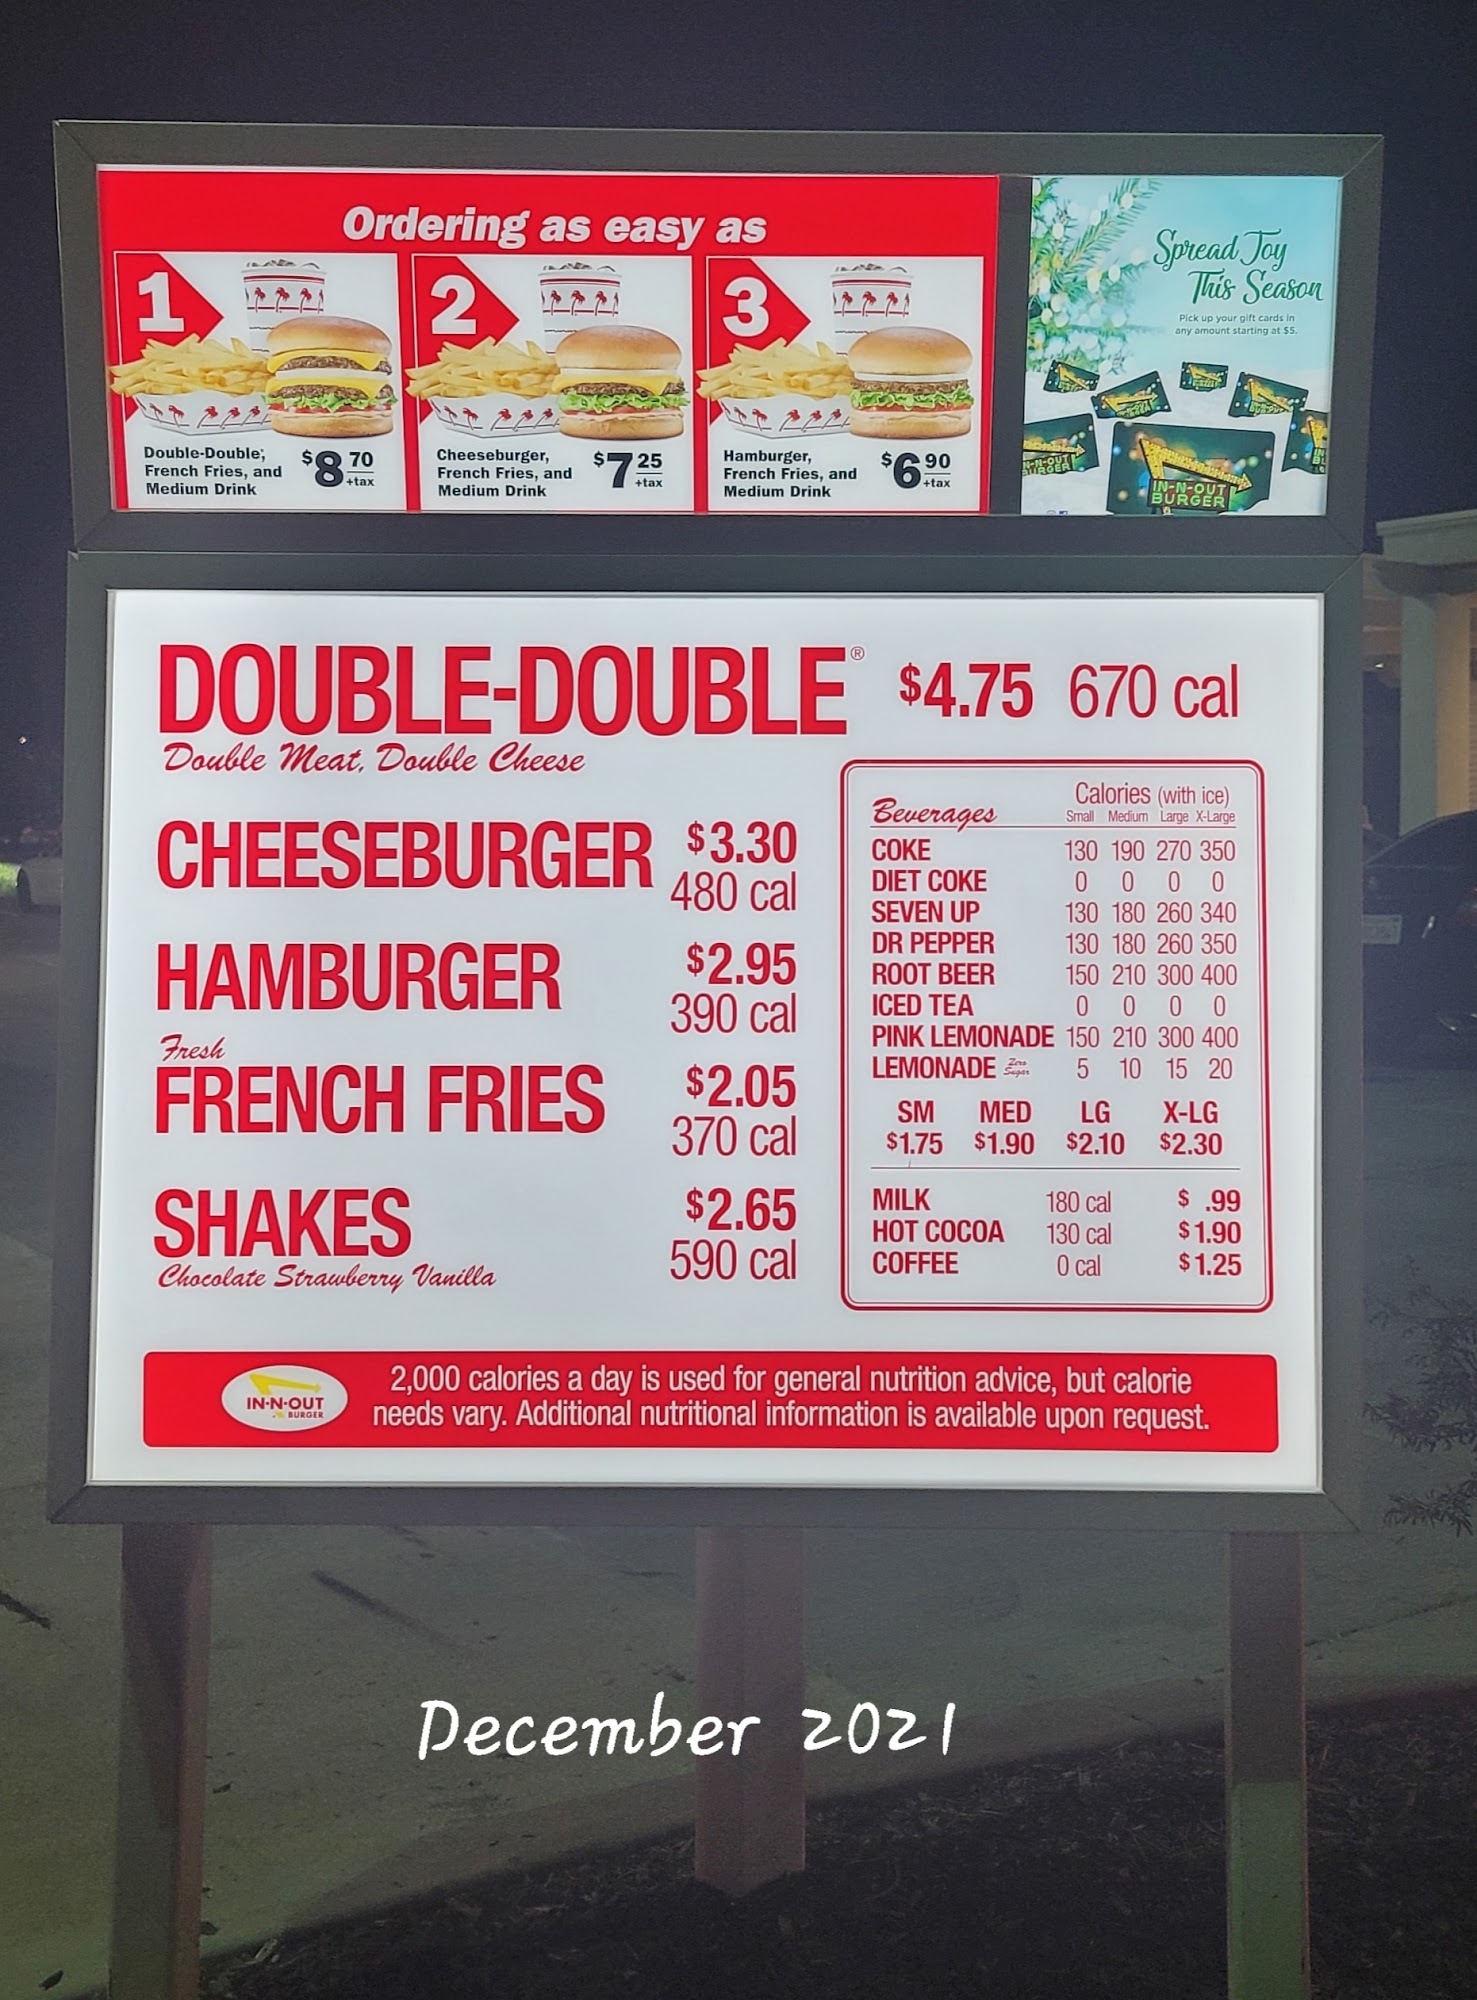 Ordering as easy as
1
Double-Double,
French Fries, and
Medium Drink
$8 70
+tax
2
Cheeseburger,
French Fries, and
Medium Drink
$7 25
+tax
3
Hamburger,
French Fries, and
Medium Drink
$6 90
+tax
Spread Joy
This Season
Pick up your gift cards in
any amount starting at $5.
IN-N-OUT
BURGER
IN-N-OUT
BURGER
DOUBLE-DOUBLE® $4.75 670 cal
Double Meat, Double Cheese
CHEESEBURGER $3.30
480 cal
HAMBURGER $2.95
390 cal
Fresh
FRENCH FRIES $2.05
370 cal
SHAKES $2.65
590 cal
Chocolate Strawberry Vanilla
Beverages Calories (with ice)
Small Medium Large X-Large
COKE 130 190 270 350
DIET COKE 0 0 0 0
SEVEN UP 130 180 260 340
DR PEPPER 130 180 260 350
ROOT BEER 150 210 300 400
ICED TEA 0 0 0 0
PINK LEMONADE 150 210 300 400
LEMONADE Zero Sugar 5 10 15 20
SM MED LG X-LG
$1.75 $1.90 $2.10 $2.30
MILK 180 cal $ .99
HOT COCOA 130 cal $1.90
COFFEE 0 cal $1.25
IN-N-OUT
BURGER
2,000 calories a day is used for general nutrition advice, but calorie
needs vary. Additional nutritional information is available upon request.
December 2021